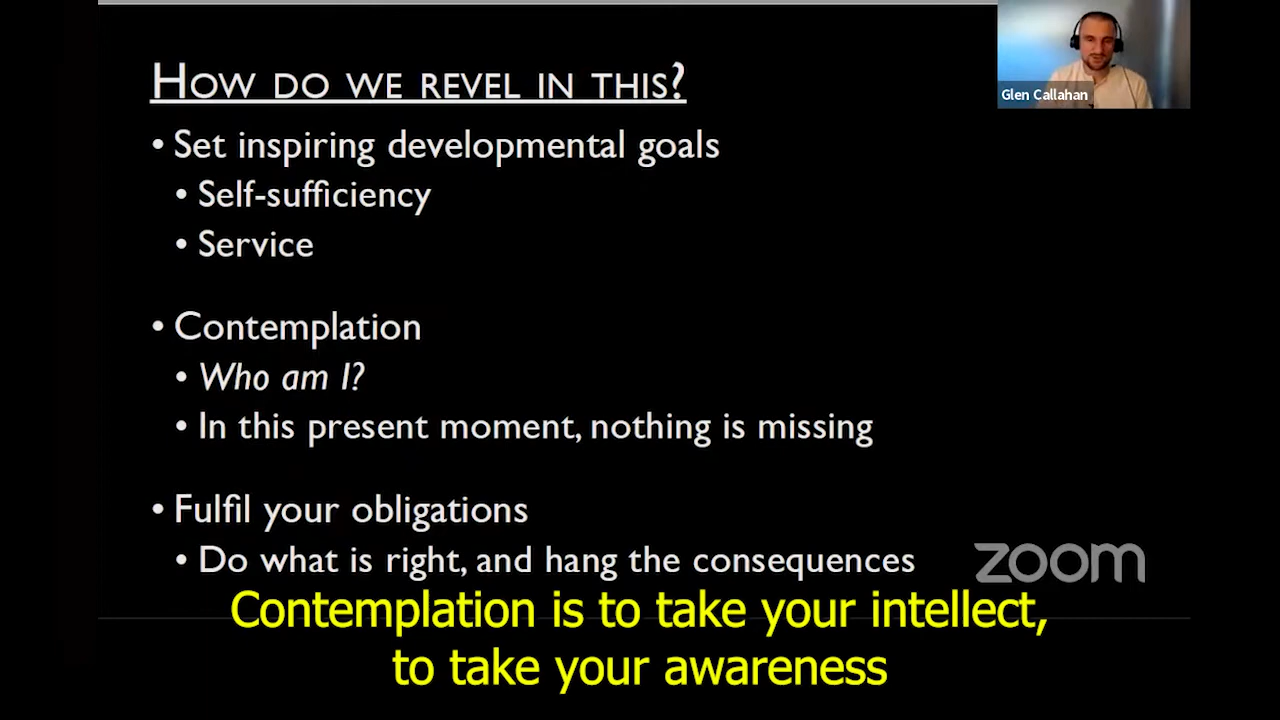 HOW DO WE REVEL IN THIS?
Glen Callahan
• Set inspiring developmental goals
• Self-sufficiency
• Service
• Contemplation
• Who am I?
• In this present moment, nothing is missing
• Fulfil your obligations
• Do what is right, and hang the consequences
zoom
Contemplation is to take your intellect,
to take your awareness